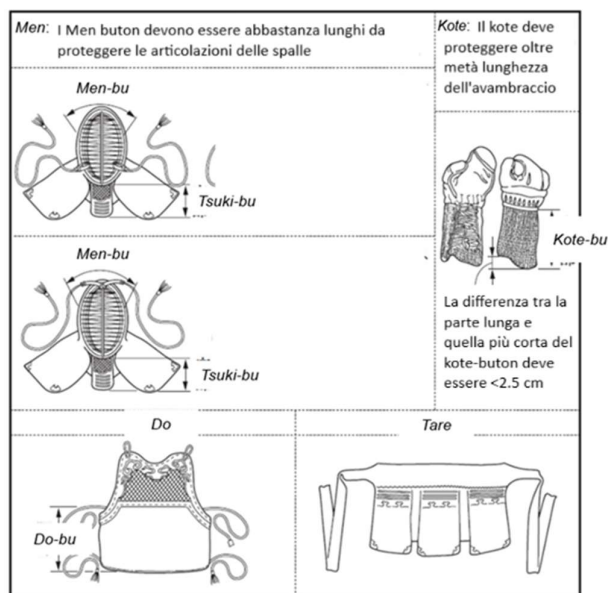 Men: I Men buton devono essere abbastanza lunghi da
proteggere le articolazioni delle spalle
Men-bu
Tsuki-bu
Men-bu
Tsuki-bu
Kote: Il kote deve
proteggere oltre
metà lunghezza
dell'avambraccio
Kote-bu
La differenza tra la
parte lunga e
quella più corta del
kote-buton deve
essere <2.5 cm
Do
Do-bu
Tare